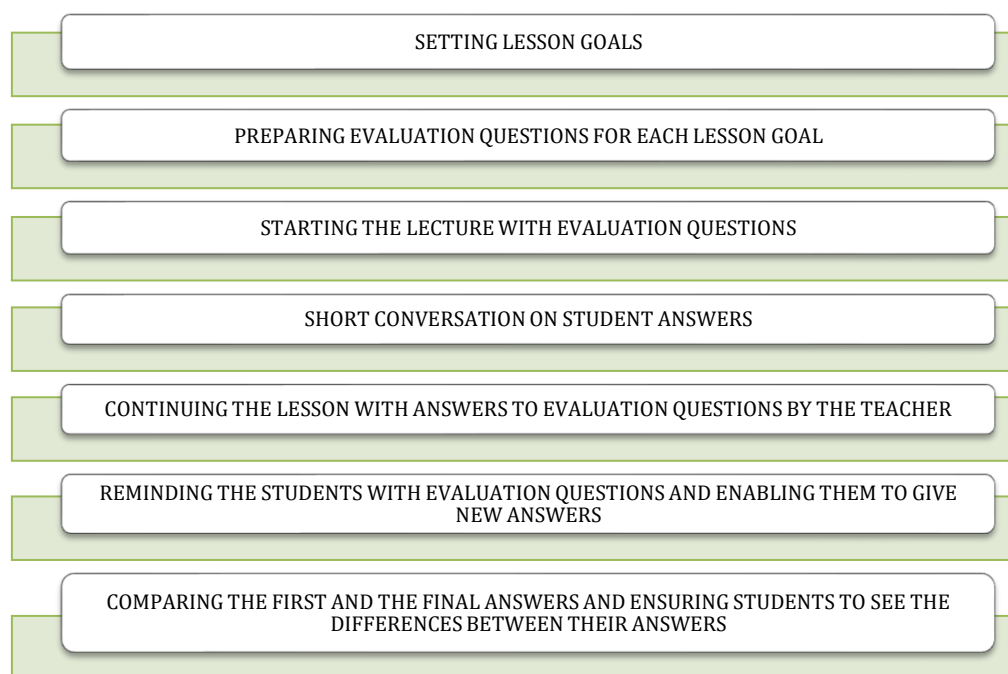 SETTING LESSON GOALS
PREPARING EVALUATION QUESTIONS FOR EACH LESSON GOAL
STARTING THE LECTURE WITH EVALUATION QUESTIONS
SHORT CONVERSATION ON STUDENT ANSWERS
CONTINUING THE LESSON WITH ANSWERS TO EVALUATION QUESTIONS BY THE TEACHER
REMINDING THE STUDENTS WITH EVALUATION QUESTIONS AND ENABLING THEM TO GIVE
NEW ANSWERS
COMPARING THE FIRST AND THE FINAL ANSWERS AND ENSURING STUDENTS TO SEE THE
DIFFERENCES BETWEEN THEIR ANSWERS